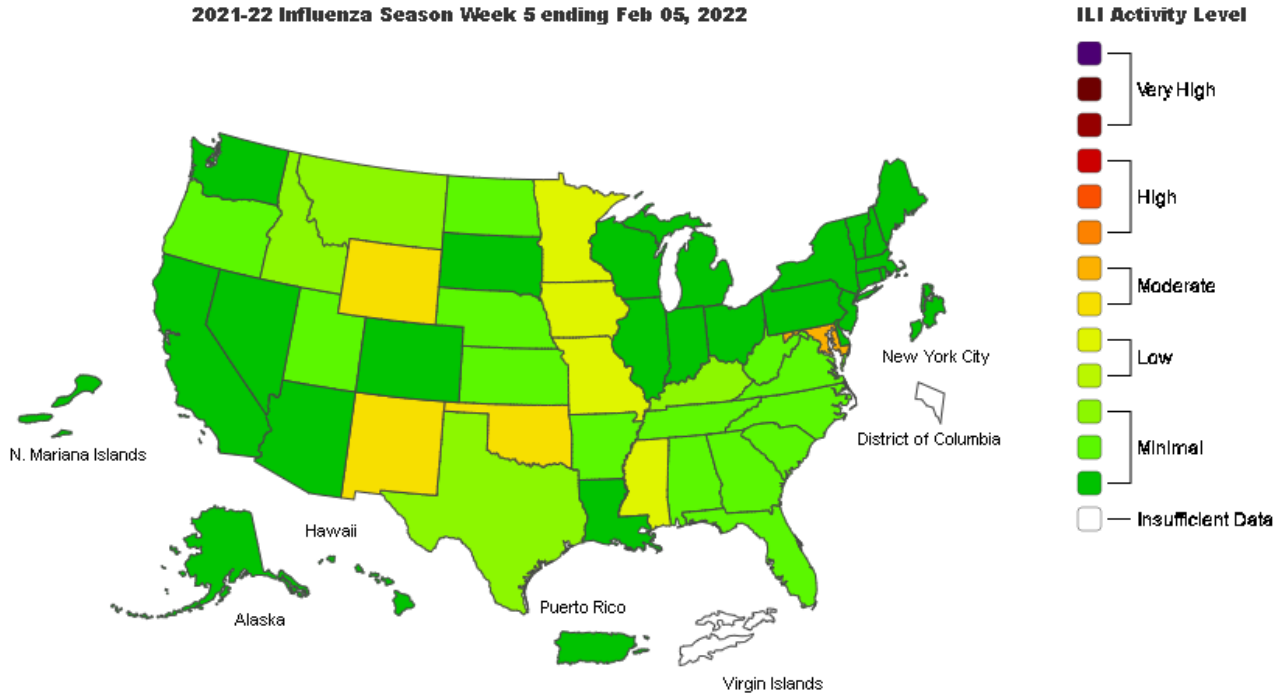 2021-22 Influenza Season Week 5 ending Feb 05, 2022
ILI Activity Level
Very High
High
Moderate
Low
Minimal
Insufficient Data
New York City
District of Columbia
N. Mariana Islands
Hawaii
Alaska
Puerto Rico
Virgin Islands